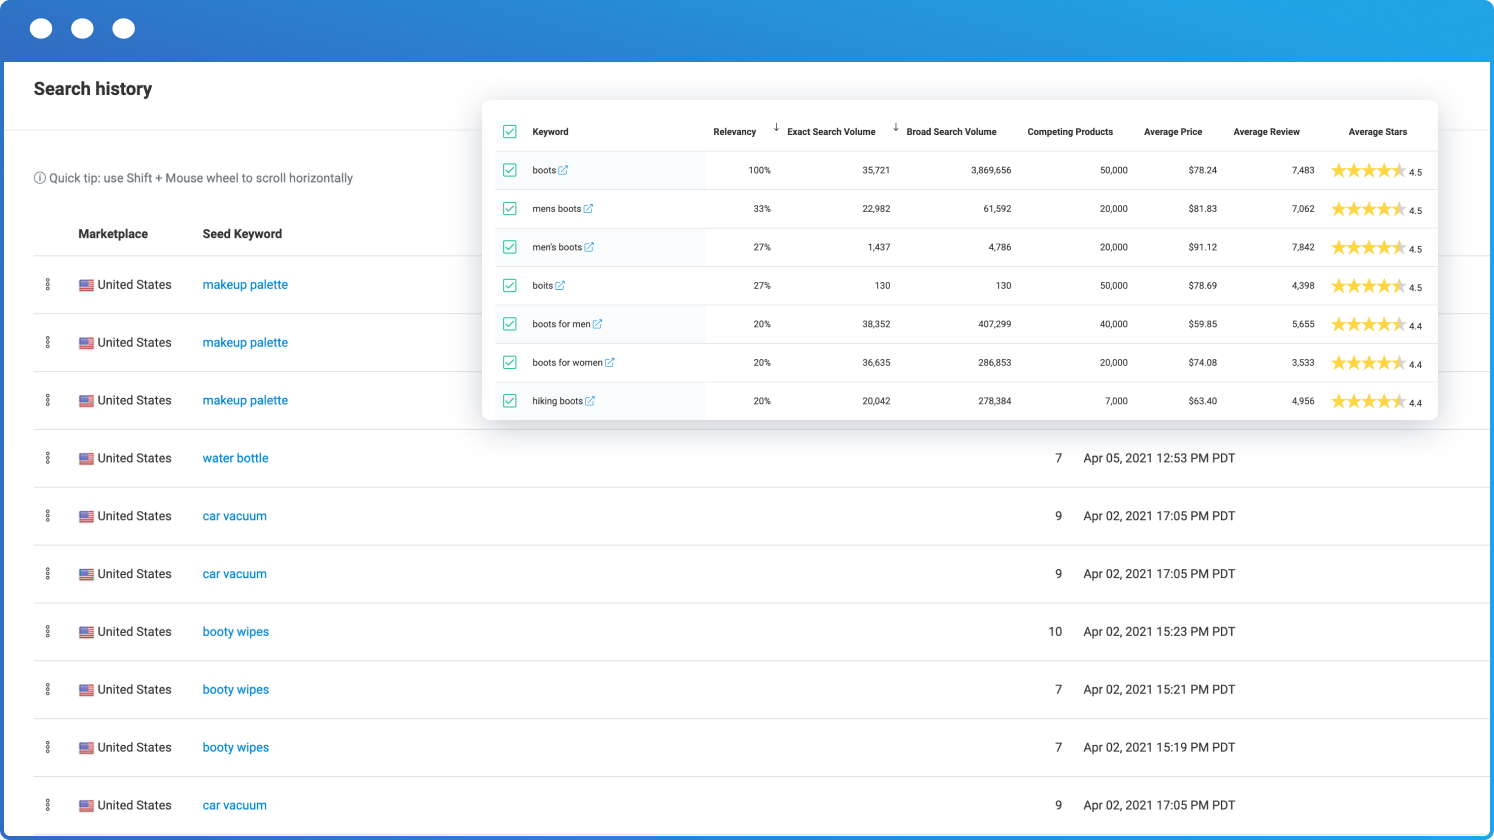 Search history
Quick tip: use Shift + Mouse wheel to scroll horizontally
Marketplace Seed Keyword
United States makeup palette
United States makeup palette
United States makeup palette
United States water bottle 7 Apr 05, 2021 12:53 PM PDT
United States car vacuum 9 Apr 02, 2021 17:05 PM PDT
United States car vacuum 9 Apr 02, 2021 17:05 PM PDT
United States booty wipes 10 Apr 02, 2021 15:23 PM PDT
United States booty wipes 7 Apr 02, 2021 15:21 PM PDT
United States booty wipes 7 Apr 02, 2021 15:19 PM PDT
United States car vacuum 9 Apr 02, 2021 17:05 PM PDT
Keyword Relevancy Exact Search Volume Broad Search Volume Competing Products Average Price Average Review Average Stars
boots 100% 35,721 3,869,656 50,000 $78.24 7,483 4.5
mens boots 33% 22,982 61,592 20,000 $81.83 7,062 4.5
men's boots 27% 1,437 4,786 20,000 $91.12 7,842 4.5
boits 27% 130 130 50,000 $78.69 4,398 4.5
boots for men 20% 38,352 407,299 40,000 $59.85 5,655 4.4
boots for women 20% 36,635 286,853 20,000 $74.08 3,533 4.4
hiking boots 20% 20,042 278,384 7,000 $63.40 4,956 4.4